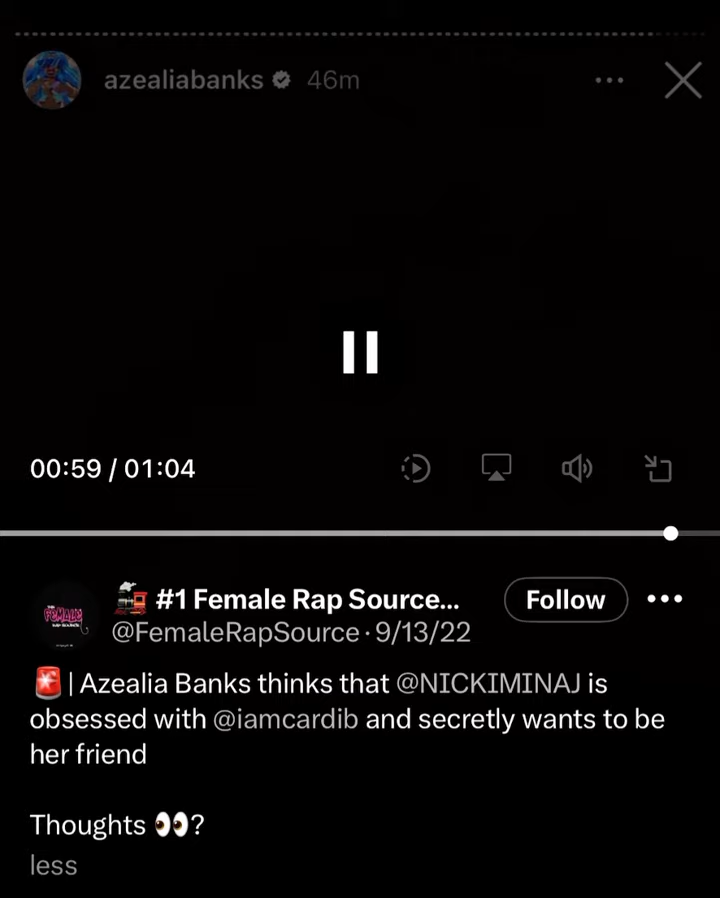 azealiabanks 46m
00:59 / 01:04
FEMALE
🚂 #1 Female Rap Source...
Follow
@FemaleRapSource · 9/13/22
🚨| Azealia Banks thinks that @NICKIMINAJ is
obsessed with @iamcardib and secretly wants to be
her friend
Thoughts 👀?
less